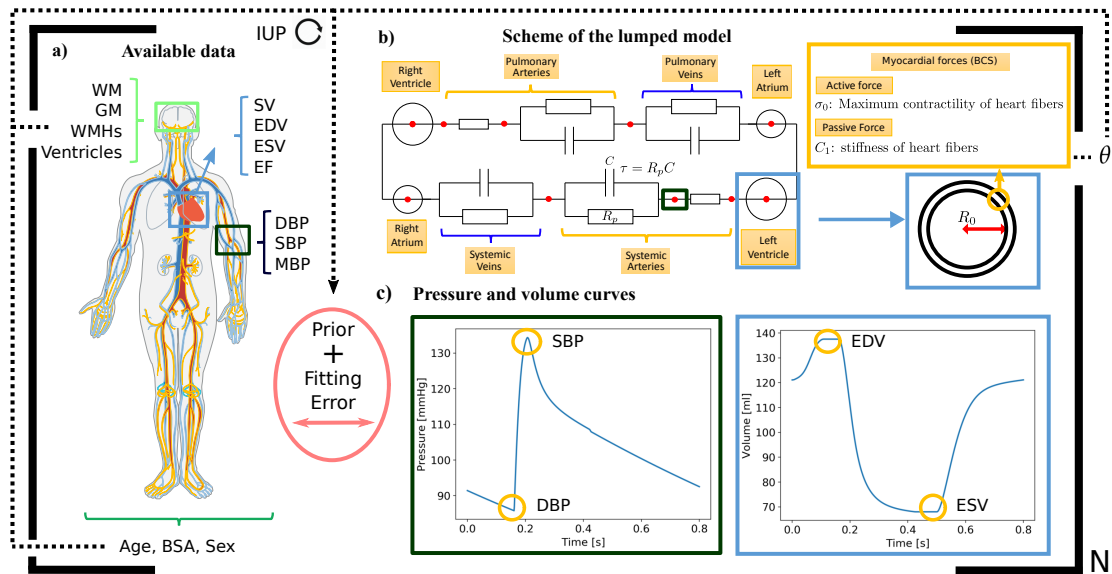 IUP
a)
Available data
WM
GM
WMHs
Ventricles
SV
EDV
ESV
EF
DBP
SBP
MBP
Age, BSA, Sex
Prior
+
Fitting
Error
b)
Scheme of the lumped model
Right
Ventricle
Pulmonary
Arteries
Pulmonary
Veins
Left
Atrium
C
τ = RₚC
Rₚ
Right
Atrium
Systemic
Veins
Systemic
Arteries
Left
Ventricle
Myocardial forces (BCS)
Active force
σ₀: Maximum contractility of heart fibers
Passive Force
C₁: stiffness of heart fibers
θ
R₀
c)
Pressure and volume curves
Pressure [mmHg]
130
120
110
100
90
SBP
DBP
0.0 0.2 0.4 0.6 0.8
Time [s]
Volume [ml]
140
130
120
110
100
90
80
70
EDV
ESV
0.0 0.2 0.4 0.6 0.8
Time [s]
N